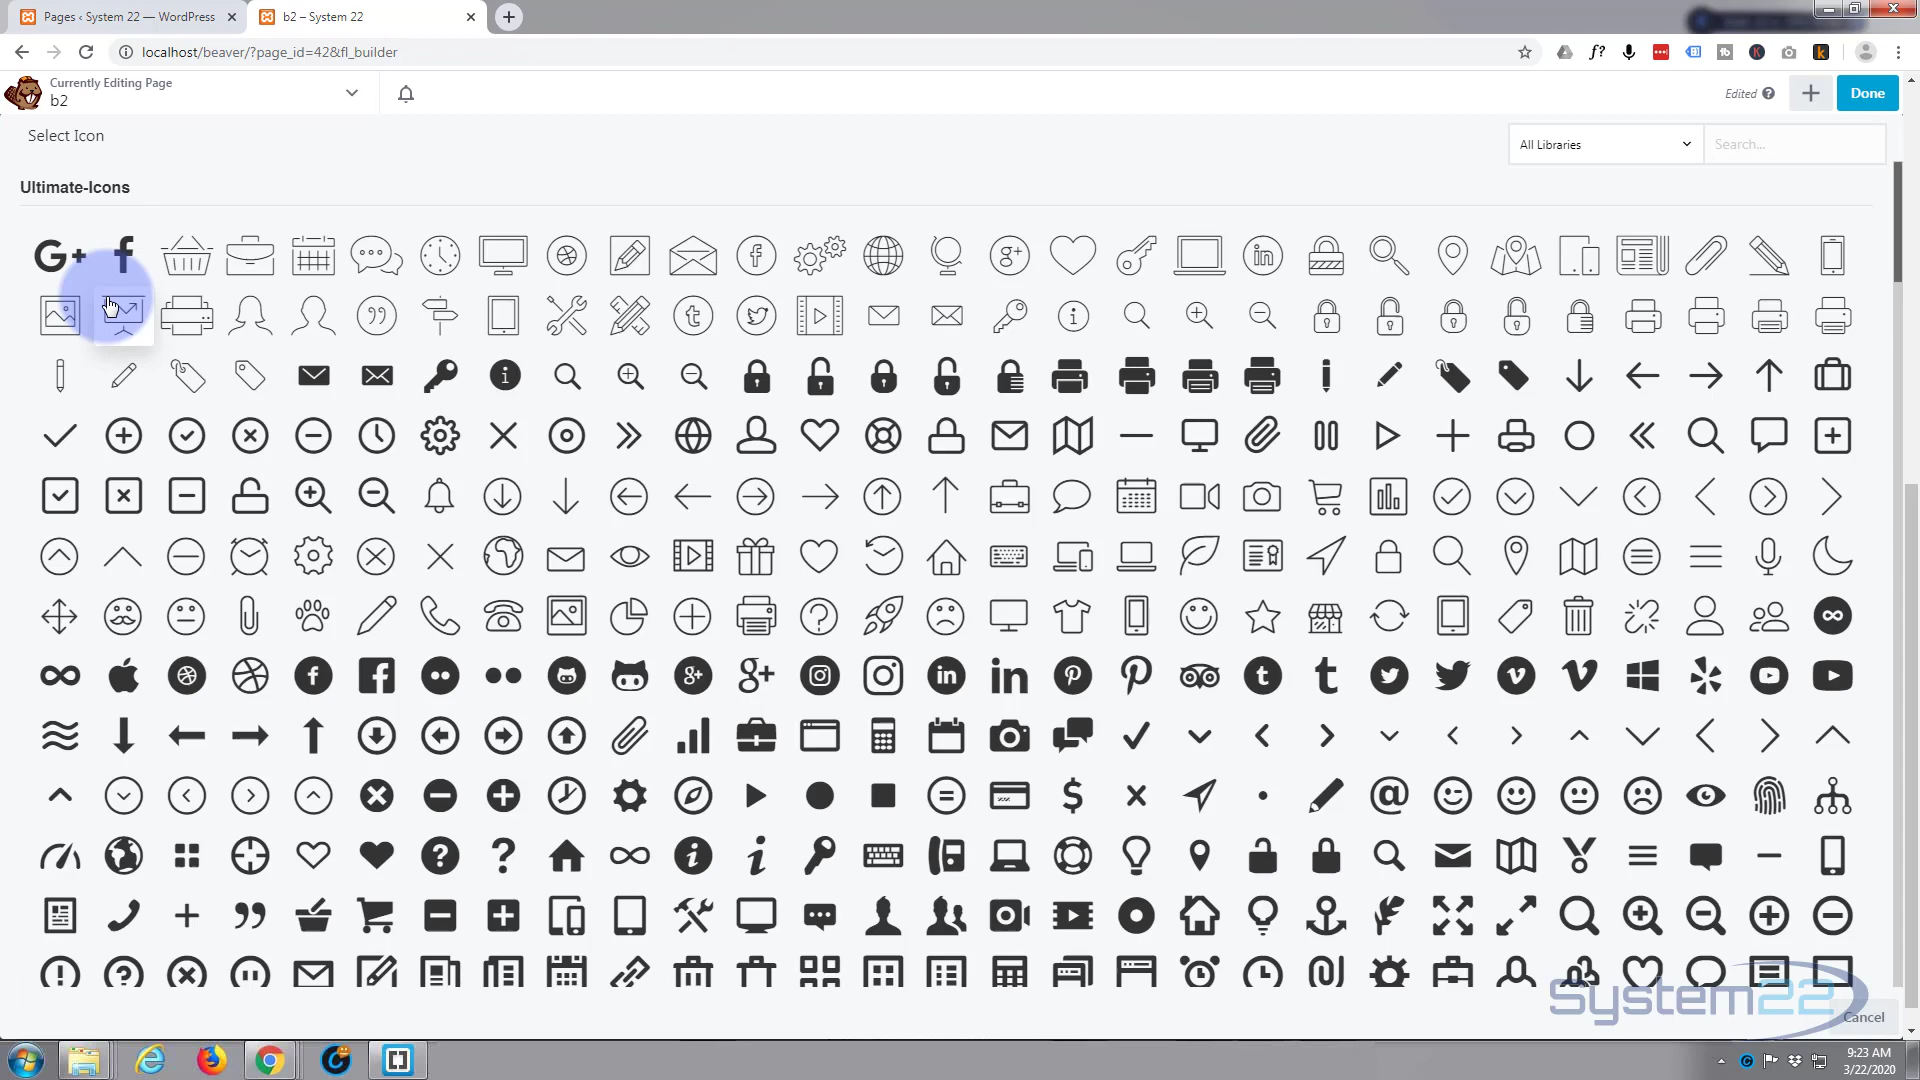 Pages ‹ System 22 — WordPress
b2 – System 22
localhost/beaver/?page_id=42&fl_builder
Currently Editing Page
b2
Edited
Done
Select Icon
All Libraries
Search...
Ultimate-Icons
System22
Cancel
9:23 AM
3/22/2020